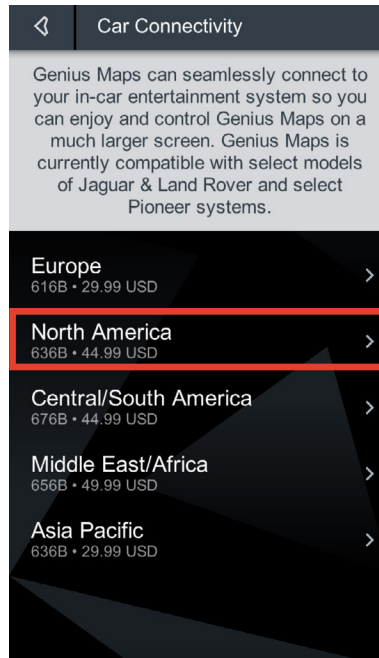 Car Connectivity
Genius Maps can seamlessly connect to
your in-car entertainment system so you
can enjoy and control Genius Maps on a
much larger screen. Genius Maps is
currently compatible with select models
of Jaguar & Land Rover and select
Pioneer systems.
Europe
616B • 29.99 USD
North America
636B • 44.99 USD
Central/South America
676B • 44.99 USD
Middle East/Africa
656B • 49.99 USD
Asia Pacific
636B • 29.99 USD